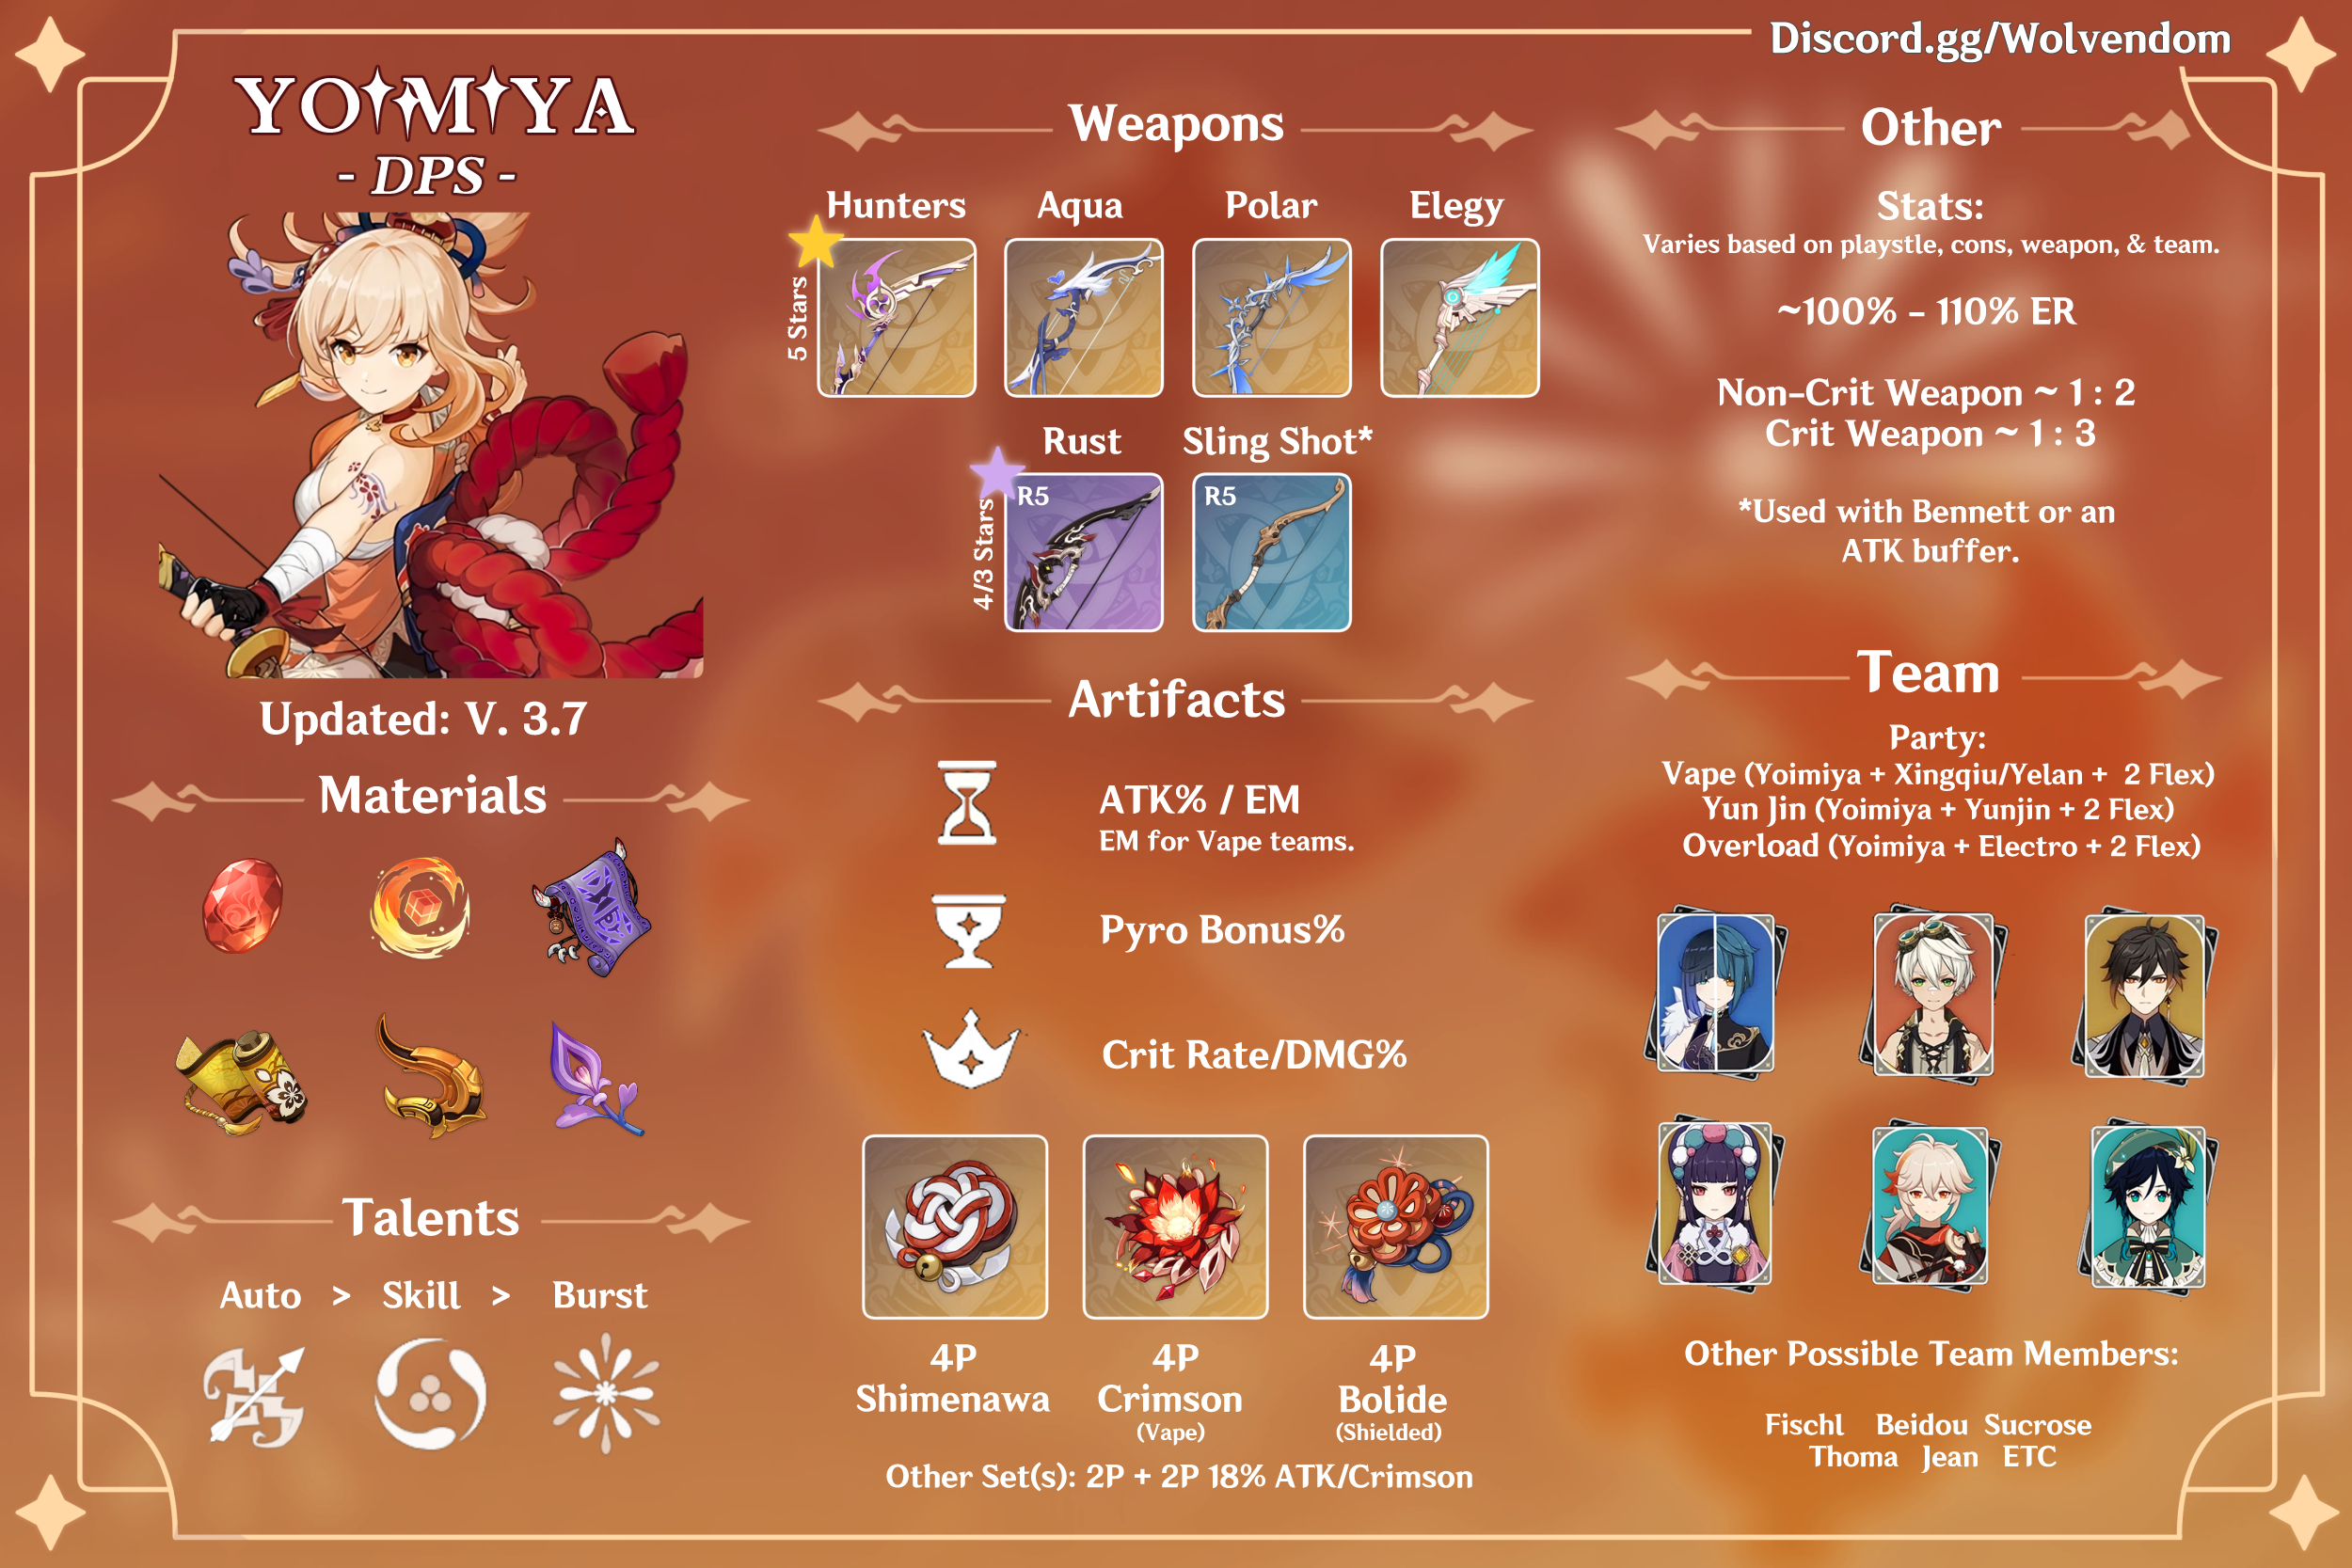 Discord.gg/Wolvendom
YOIMIYA
- DPS -
Updated: V. 3.7
Materials
Talents
Auto > Skill > Burst
Weapons
Hunters Aqua Polar Elegy
5 Stars
Rust Sling Shot*
4/3 Stars
R5 R5
Artifacts
ATK% / EM
EM for Vape teams.
Pyro Bonus%
Crit Rate/DMG%
4P 4P 4P
Shimenawa Crimson Bolide
(Vape) (Shielded)
Other Set(s): 2P + 2P 18% ATK/Crimson
Other
Stats:
Varies based on playstle, cons, weapon, & team.
~100% - 110% ER
Non-Crit Weapon ~ 1 : 2
Crit Weapon ~ 1 : 3
*Used with Bennett or an
ATK buffer.
Team
Party:
Vape (Yoimiya + Xingqiu/Yelan + 2 Flex)
Yun Jin (Yoimiya + Yunjin + 2 Flex)
Overload (Yoimiya + Electro + 2 Flex)
Other Possible Team Members:
Fischl Beidou Sucrose
Thoma Jean ETC